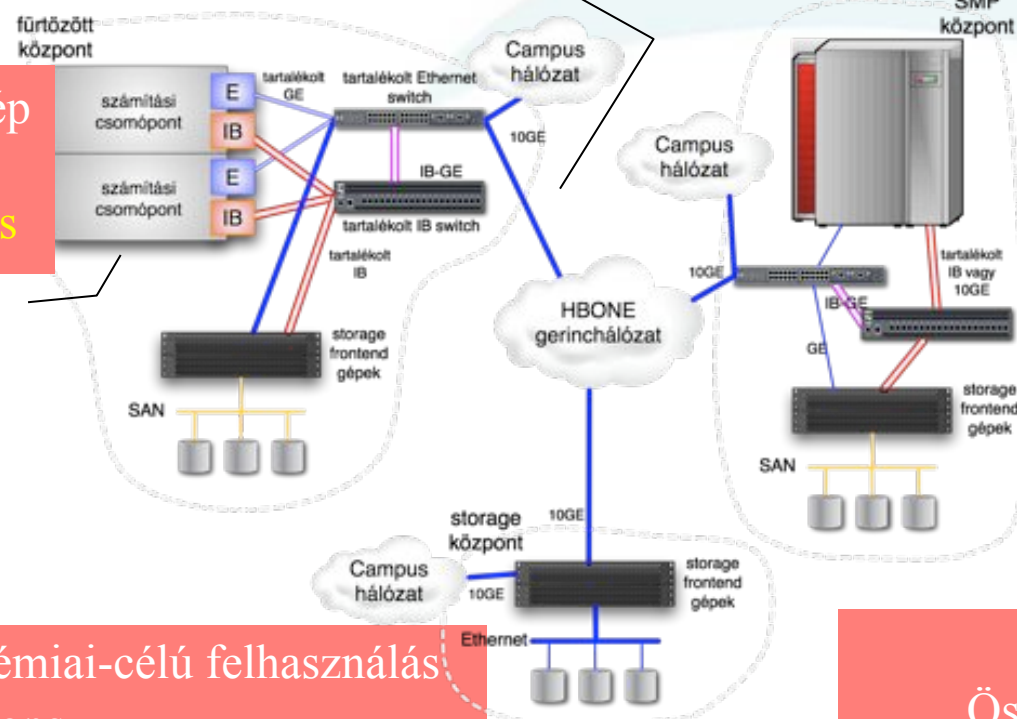 fürtözött
központ
számítási
csomópont
E
IB
számítási
csomópont
E
IB
tartalékolt
GE
tartalékolt Ethernet
switch
IB-GE
tartalékolt IB switch
tartalékolt
IB
storage
frontend
gépek
SAN
Campus
hálózat
10GE
HBONE
gerinchálózat
SMP
központ
Campus
hálózat
10GE
IB-GE
GE
tartalékolt
IB vagy
10GE
storage
frontend
gépek
SAN
storage
központ
10GE
Campus
hálózat
10GE
storage
frontend
gépek
Ethernet
ép
s
émiai-célú felhasználás
Ös